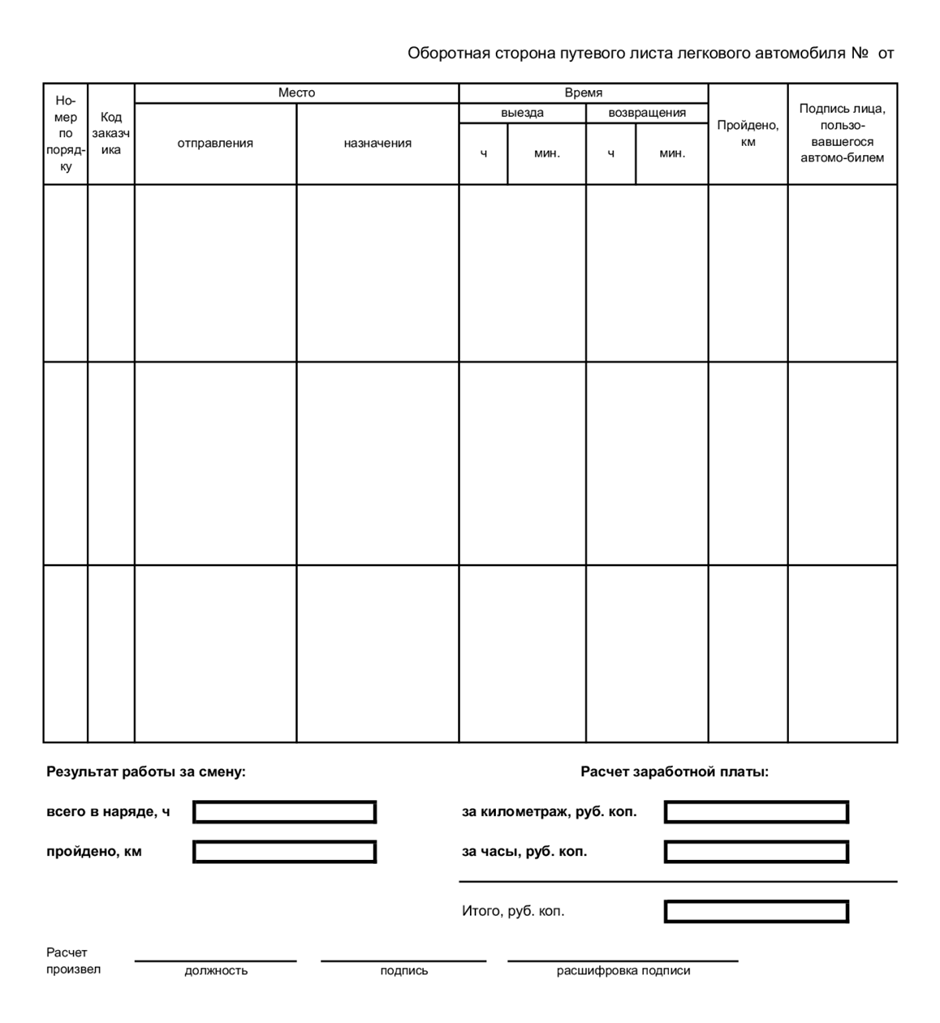 Оборотная сторона путевого листа легкового автомобиля № от
Но-
мер
по
поряд-
ку
Код
заказч
ика
Место
отправления
назначения
Время
выезда
возвращения
ч
мин.
ч
мин.
Пройдено,
км
Подпись лица,
пользо-
вавшегося
автомо-билем
Результат работы за смену:
Расчет заработной платы:
всего в наряде, ч
за километраж, руб. коп.
пройдено, км
за часы, руб. коп.
Итого, руб. коп.
Расчет
произвел
должность
подпись
расшифровка подписи